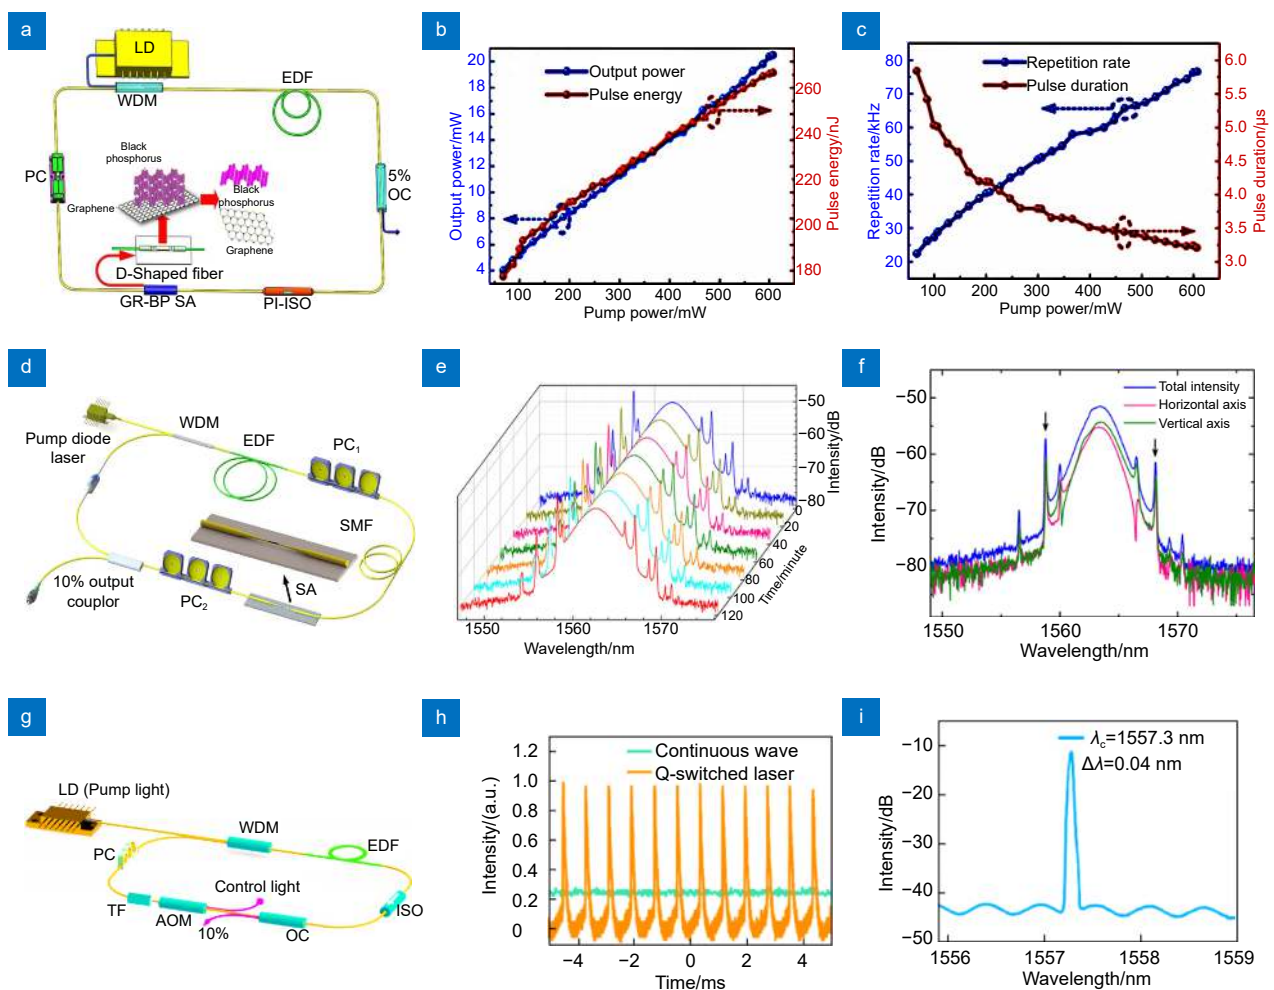 a
LD
WDM
EDF
PC
Black
phosphorus
Graphene
Black
phosphorus
Graphene
5%
OC
D-Shaped fiber
GR-BP SA
PI-ISO
b
Output power
Pulse energy
20
18
16
14
12
10
8
6
4
Output power/mW
260
240
220
200
180
Pulse energy/nJ
100 200 300 400 500 600
Pump power/mW
c
Repetition rate
Pulse duration
80
70
60
50
40
30
20
Repetition rate/kHz
6.0
5.5
5.0
4.5
4.0
3.5
3.0
Pulse duration/μs
100 200 300 400 500 600
Pump power/mW
d
WDM
Pump diode
laser
EDF
PC1
SMF
SA
10% output
couplor
PC2
e
−50
−60
−70
−80
Intensity/dB
0
20
40
60
80
100
120
Time/minute
1550 1560 1570
Wavelength/nm
f
Total intensity
Horizontal axis
Vertical axis
−50
−60
−70
−80
Intensity/dB
1550 1560 1570
Wavelength/nm
g
LD (Pump light)
WDM
EDF
PC
Control light
TF
AOM
ISO
10%
OC
h
Continuous wave
Q-switched laser
1.2
1.0
0.8
0.6
0.4
0.2
0
Intensity/(a.u.)
−4 −2 0 2 4
Time/ms
i
λc=1557.3 nm
Δλ=0.04 nm
−10
−20
−30
−40
−50
Intensity/dB
1556 1557 1558 1559
Wavelength/nm